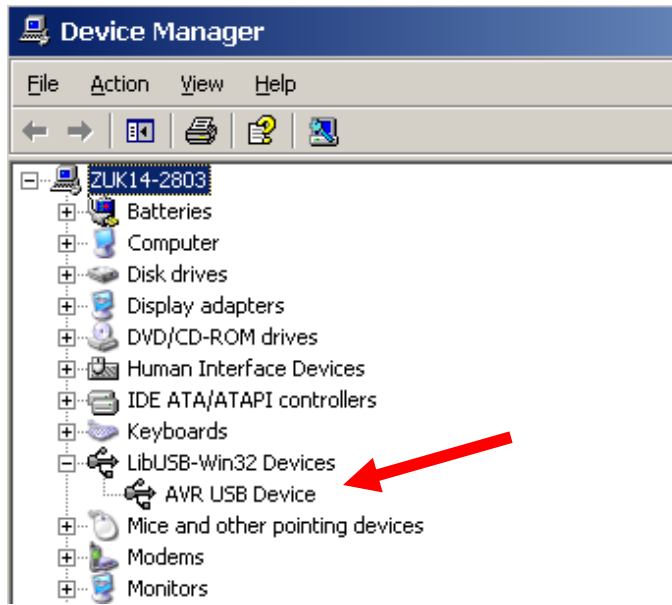 Device Manager
File Action View Help
ZUK14-2803
Batteries
Computer
Disk drives
Display adapters
DVD/CD-ROM drives
Human Interface Devices
IDE ATA/ATAPI controllers
Keyboards
LibUSB-Win32 Devices
AVR USB Device
Mice and other pointing devices
Modems
Monitors